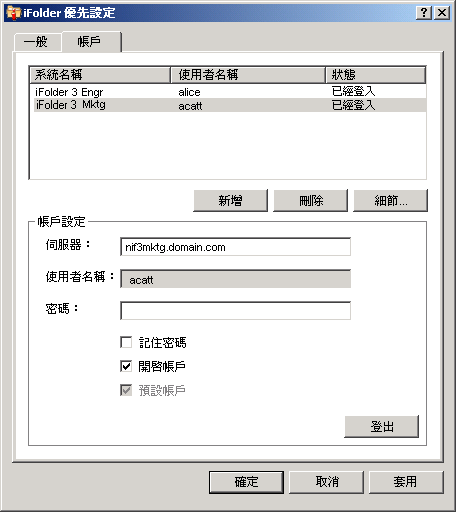 iFolder 優先設定
一般 帳戶
系統名稱 使用者名稱 狀態
iFolder 3 Engr alice 已經登入
iFolder 3 Mktg acatt 已經登入
新增 刪除 細節...
帳戶設定
伺服器：
nif3mktg.domain.com
使用者名稱：
acatt
密碼：
記住密碼
開啓帳戶
預設帳戶
登出
確定 取消 套用